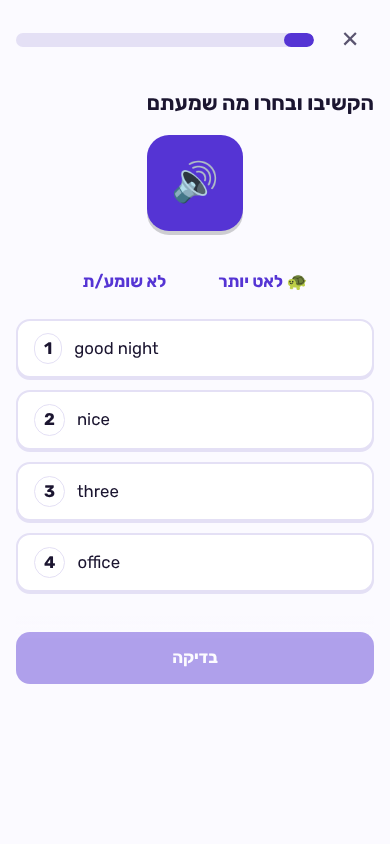 ✕
הקשיבו ובחרו מה שמעתם
🐢 לאט יותר
לא שומע/ת
1 good night
2 nice
3 three
4 office
בדיקה